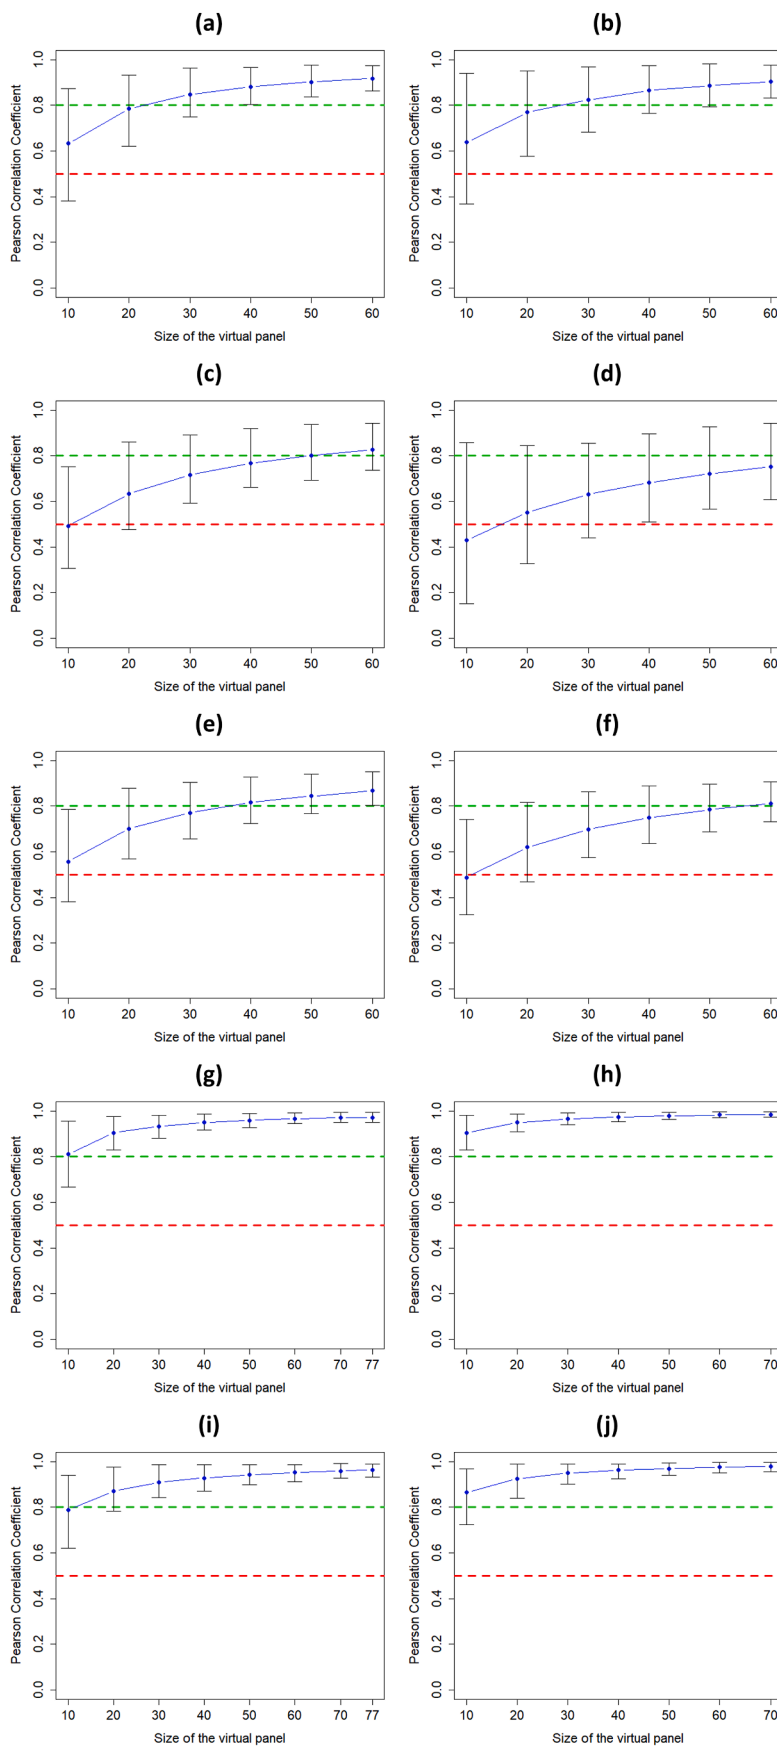 (a)
Pearson Correlation Coefficient
1.0
0.8
0.6
0.4
0.2
0.0
10 20 30 40 50 60
Size of the virtual panel
(b)
Pearson Correlation Coefficient
1.0
0.8
0.6
0.4
0.2
0.0
10 20 30 40 50 60
Size of the virtual panel
(c)
Pearson Correlation Coefficient
1.0
0.8
0.6
0.4
0.2
0.0
10 20 30 40 50 60
Size of the virtual panel
(d)
Pearson Correlation Coefficient
1.0
0.8
0.6
0.4
0.2
0.0
10 20 30 40 50 60
Size of the virtual panel
(e)
Pearson Correlation Coefficient
1.0
0.8
0.6
0.4
0.2
0.0
10 20 30 40 50 60
Size of the virtual panel
(f)
Pearson Correlation Coefficient
1.0
0.8
0.6
0.4
0.2
0.0
10 20 30 40 50 60
Size of the virtual panel
(g)
Pearson Correlation Coefficient
1.0
0.8
0.6
0.4
0.2
0.0
10 20 30 40 50 60 70 77
Size of the virtual panel
(h)
Pearson Correlation Coefficient
1.0
0.8
0.6
0.4
0.2
0.0
10 20 30 40 50 60 70
Size of the virtual panel
(i)
Pearson Correlation Coefficient
1.0
0.8
0.6
0.4
0.2
0.0
10 20 30 40 50 60 70 77
Size of the virtual panel
(j)
Pearson Correlation Coefficient
1.0
0.8
0.6
0.4
0.2
0.0
10 20 30 40 50 60 70
Size of the virtual panel